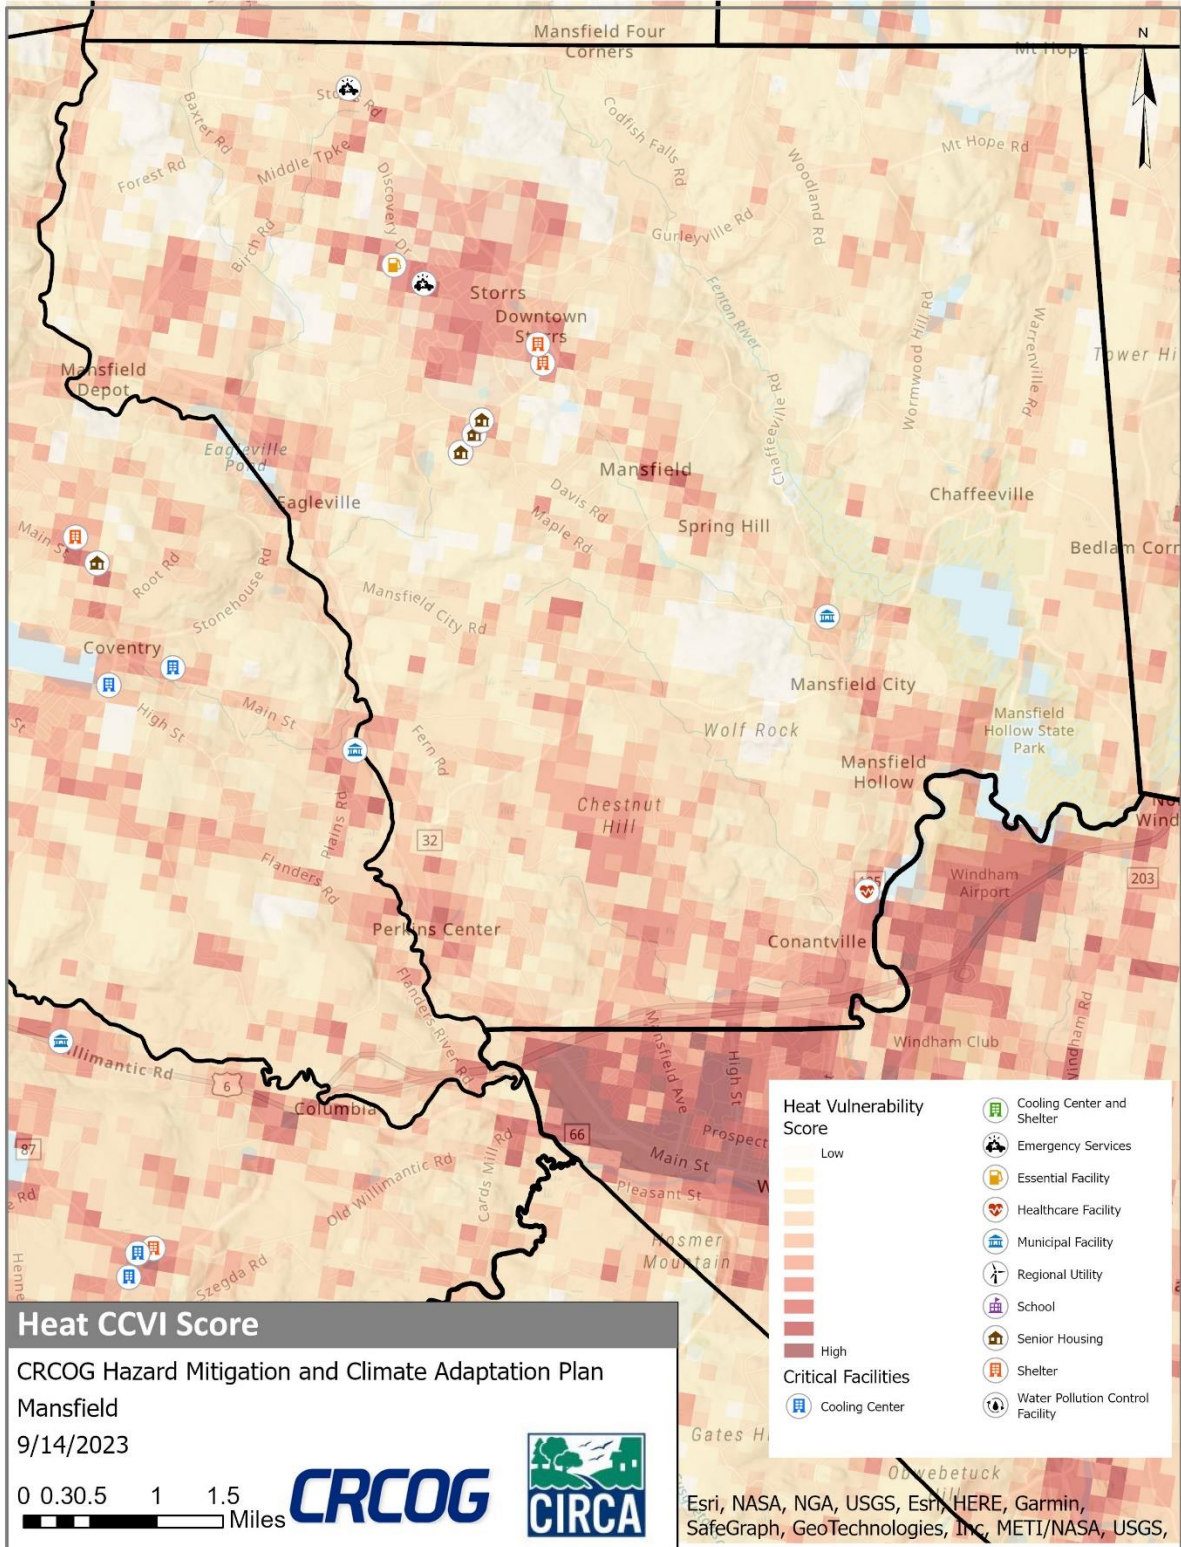 Mansfield Four
Corners
Mt Hope
N
Storrs Rd
Baxter Rd
Codfish Falls Rd
Middle Tpke
Forest Rd
Woodland Rd
Mt Hope Rd
Discovery Dr
Birch Rd
Gurleyville Rd
Storrs
Fenton River
Downtown
Storrs
Wormwood Hill Rd
Warrenville Rd
Tower Hi
Mansfield
Depot
Chaffeeville Rd
Eagleville
Pond
Mansfield
Eagleville
Davis Rd
Chaffeeville
Maple Rd
Spring Hill
Main St
Bedlam Corn
Root Rd
Stonehouse Rd
Mansfield City Rd
Coventry
Mansfield City
Main St
High St
St
Wolf Rock
Mansfield
Hollow State
Park
Fern Rd
Mansfield
Hollow
Chestnut
Hill
Plains Rd
32
No
Wind
Flanders Rd
Windham
Airport
203
Perkins Center
Conantville
Flanders River Rd
Mansfield Ave
High St
Windham Club
Windham Rd
illimantic Rd
6
Columbia
66
Prospect
Main St
87
Cards Mill Rd
Old Willimantic Rd
Pleasant St
W
e Rd
Hosmer
Mountain
Szegda Rd
Henne
Heat Vulnerability
Score
Low
High
Critical Facilities
Cooling Center
Cooling Center and
Shelter
Emergency Services
Essential Facility
Healthcare Facility
Municipal Facility
Regional Utility
School
Senior Housing
Shelter
Water Pollution Control
Facility
Heat CCVI Score
CRCOG Hazard Mitigation and Climate Adaptation Plan
Mansfield
9/14/2023
0 0.30.5 1 1.5
Miles
CRCOG
CIRCA
Gates H
Obwebetuck
Hill
Esri, NASA, NGA, USGS, Esri, HERE, Garmin,
SafeGraph, GeoTechnologies, Inc, METI/NASA, USGS,